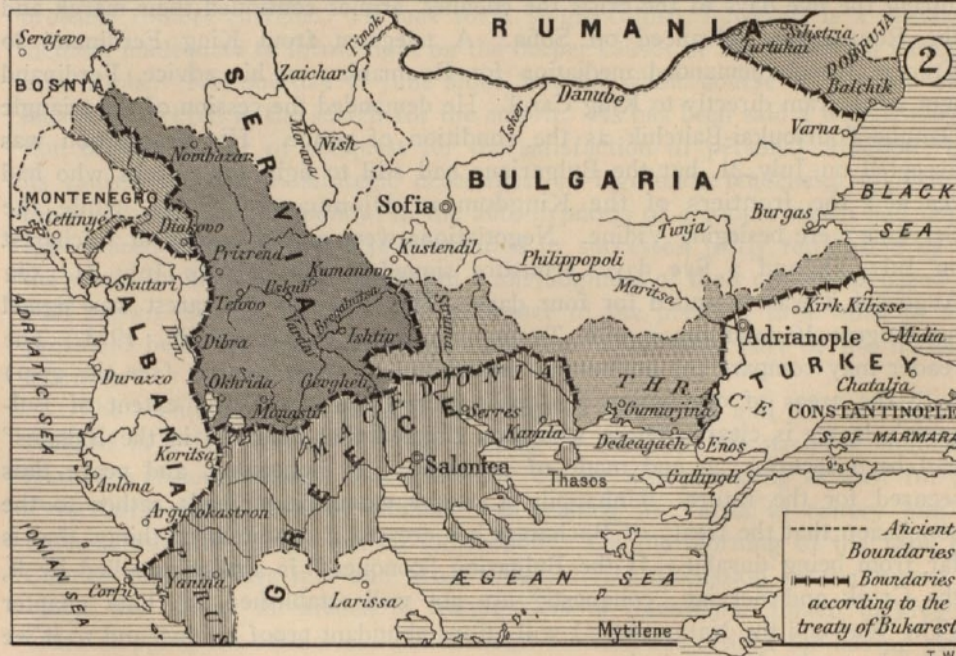 RUMANIA
Serajevo
Timok
Silistria
Turtukai
DOBRUJA
2
Zaichar
SERVIA
BOSNIA
Danube
Balchik
Isker
Varna
Morava
Nish
Novibazar
BULGARIA
BLACK
SEA
MONTENEGRO
Cettinye
Sofia
Burgas
Tunja
Diakovo
Kustendil
Prizrend
Philippopoli
Kumanovo
Skutari
Uskub
Maritsa
Kirk Kilisse
Tetovo
Bregalnitsa
Struma
ADRIATIC SEA
ALBANIA
Drin
Vardar
Ishtip
Adrianople
Midia
Dibra
TURKEY
Durazzo
Okhrida
Gevgheli
THRACE
Chatalja
MACEDONIA
Monastir
Serres
Gumurjina
CONSTANTINOPLE
Kavala
Dedeagach
Enos
S. OF MARMARA
Koritsa
Salonica
Thasos
Gallipoli
Avlona
GREECE
Argyrokastron
Ancient
Boundaries
IONIAN SEA
EPIRUS
Boundaries
according to the
treaty of Bukarest
Corfu
Yanina
Larissa
ÆGEAN SEA
Mytilene
T.W.